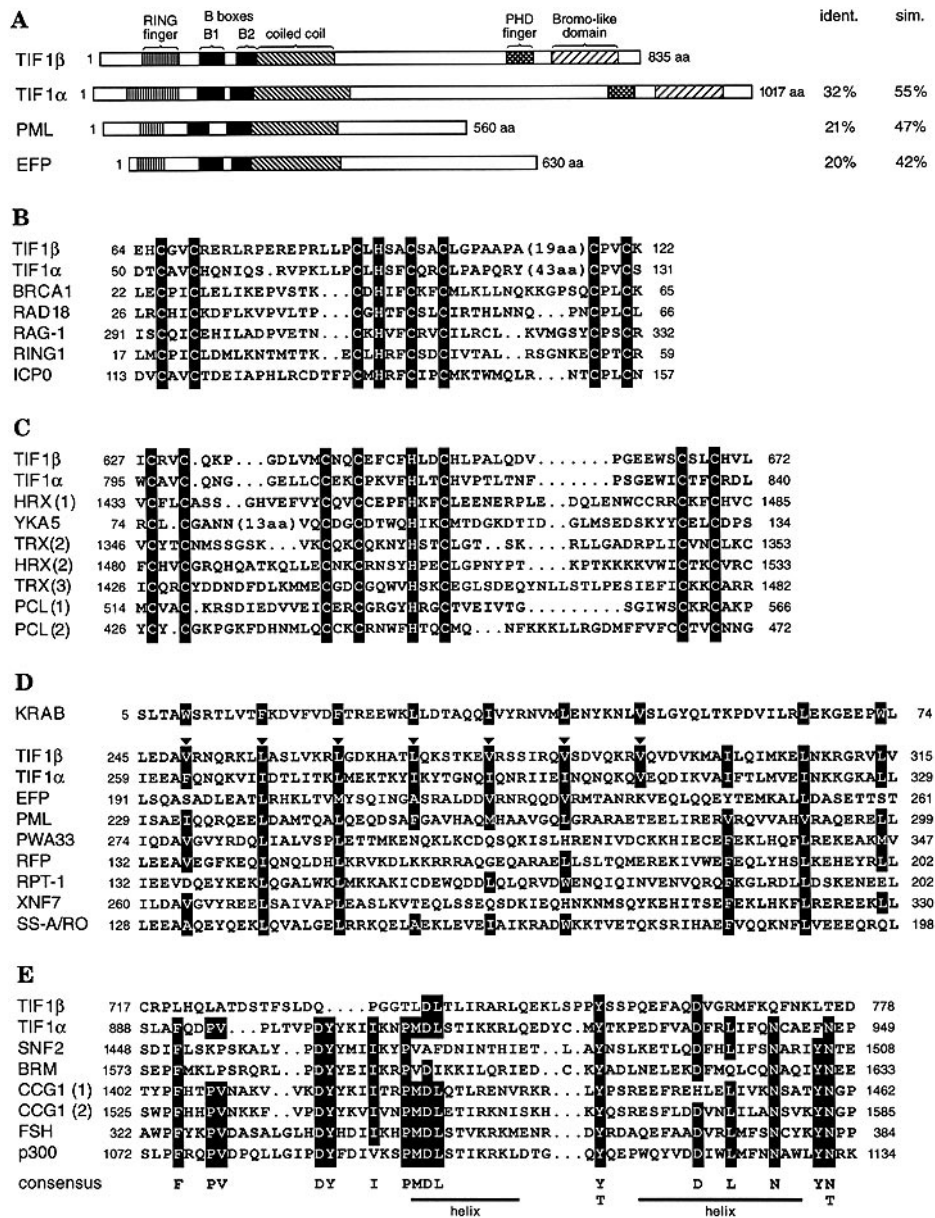 A
RING finger B boxes B1 B2 coiled coil PHD finger Bromo-like domain ident. sim.
TIF1β 1 835 aa
TIF1α 1 1017 aa 32% 55%
PML 1 560 aa 21% 47%
EFP 1 630 aa 20% 42%
B
TIF1β 64 EHCGVCRERLRPEREPRLLPCLHSACSACLGPAAPA(19aa)CPVCK 122
TIF1α 50 DTCAVCHQNIQS.RVPKLLPCLHSFCQRCLPAPQRY(43aa)CPVCS 131
BRCA1 22 LECPICLELIKEPVSTK...CDHIFCKFCMLKLLNQKKGPSQCPLCK 65
RAD18 26 LRCHICKDFLKVPVLTP...CGHTFCSLCIRTHLNNQ...PNCPLCL 66
RAG-1 291 ISCQICEHILADPVETN...CKHVFCRVCILRCL.KVMGSYCPSCR 332
RING1 17 LMCPICLDMLKNTMTTK..ECLHRFCSDCIVTAL..RSGNKECPTCR 59
ICP0 113 DVCAVCTDEIAPHLRCDTFPCMHRFCIPCMKTWMQLR...NTCPLCN 157
C
TIF1β 627 ICRVC.QKP...GDLVMCNQCEFCFHLDCHLPALQDV.......PGEEWSCSLCHVL 672
TIF1α 795 WCAVC.QNG...GELLCCEKCPKVFHLTCHVPTLTNF.......PSGEWICTFCRDL 840
HRX(1) 1433 VCFLCASS..GHVEFVYCQVCCEPFHKFCLEENERPLE..DQLENWCCRRCKFCHVC 1485
YKA5 74 RCL.CGANN(13aa)VQCDGCDTWQHIKCMTDGKDTID..GLMSEDSKYYCELCDPS 134
TRX(2) 1346 VCYTCNMSSGSK...VKCQKCQKNYHSTCLGT..SK....RLLGADRPLICVNCLKC 1353
HRX(2) 1480 FCHVCGRQHQATKQLLECNKCRNSYHPECLGPNYPT....KPTKKKKVWICTKCVRC 1533
TRX(3) 1426 ICQRCYDDNDFDLKMMECGDCGQWVHSKCEGLSDEQYNLLSTLPESIEFICKKCARR 1482
PCL(1) 514 MCVAC.KRSDIEDVVEICERCGRGYHRGCTVEIVTG.........SGIWSCKRCAKP 566
PCL(2) 426 YCY.CGKPGKFDHNMLQCCKCRNWFHTQCMQ...NFKKKLLRGDMFFVFCCTVCNNG 472
D
KRAB 5 SLTAWSRTLVTFKDVFVDFTREEWKLLDTAQQIVYRNVMLENYKNLVSLGYQLTKPDVILRLEKGEEPWL 74
TIF1β 245 LEDAVRNQRKLLASLVKRLGDKHATLQKSTKEVRSSIRQVSDVQKRVQVDVKMAILQIMKELNKRGRVLV 315
TIF1α 259 IEEAFQNQKVIIDTLITKLMEKTKYIKYTGNQIQNRIIEINQNQKQVEQDIKVAIFTLMVEINKKGKALL 329
EFP 191 LSQASADLEATLRHKLTVMYSQINGASRALDDVRNRQQDVRMTANRKVEQLQQEYTEMKALLDASETTST 261
PML 229 ISAEIQQRQEELDAMTQALQEQDSAFGAVHAQMHAAVGQLGRARAETEELIRERVRQVVAHVRAQERELL 299
PWA33 274 IQDAVGVYRDQLIALVSPLETTMKENQKLKCDQSQKISLHRENIVDCKKHIECEFEKLHQFLREKEAKMV 347
RFP 132 LEEAVEGFKEQIQNQLDHLKRVKDLKKRRRAQGEQARAELLSLTQMEREKIVWEFEQLYHSLKEHEYRLL 202
RPT-1 132 IEEVDQEYKEKLQGALWKLMKKAKICDEWQDDLQLQRVDWENQIQINVENVQRQFKGLRDLLDSKENEEL 202
XNF7 260 ILDAVGVYREELSAIVAPLEASLKVTEQLSSEQSDKIEQHNKNMSQYKEHITSEFEKLHKFLREREEKLL 330
SS-A/RO 128 LEEAAQEYQEKLQVALGELRRKQELAEKLEVEIAIKRADWKKTVETQKSRIHAEFVQQKNFLVEEEQRQL 198
E
TIF1β 717 CRPLHQLATDSTFSLDQ....PGGTLDLTLIRARLQEKLSPPYSSPQEFAQDVGRMFKQFNKLTED 778
TIF1α 888 SLAFQDPV..PLTVPDYYKIIKNPMDLSTIKKRLQEDYCMYTKPEDFVADFRLIFQNCAEFNEP 949
SNF2 1448 SDIFLSKPSKALY..PDYYMIIKYPVAFDNINTHIET..LAYNSLKETLQDFHLIFSNARIYNTE 1508
BRM 1573 SEPFMKLPSRQRL..PDYYEIIKRPVDIKKILQRIED..CKYADLNELEKDFMQLCQNAQIYNEE 1633
CCG1 (1) 1402 TYPFHTPVNAKV..VKDYYKIITRPMDLQTLRENVRKR...LYPSREEFREHLELIVKNSATYNGP 1462
CCG1 (2) 1525 SWPFHHPVNKKF..VPDYYKVIVNPMDLETIRKNISKH...KYQSRESFLDDVNLILANSVKYNGP 1585
FSH 322 AWPFYKPVDASALGLHDYHDIIKHPMDLSTVKRKMENR...DYRDAQEFAADVRLMFSNCYKYNPP 384
p300 1072 SLPFRQPVDPQLLGIPDYFDIVKSPMDLSTIKRKLDTG...QYQEPWQYVDDIWLMFNNAWLYNRK 1134
consensus F PV DY I PMDL Y D L N YN
T T
helix helix